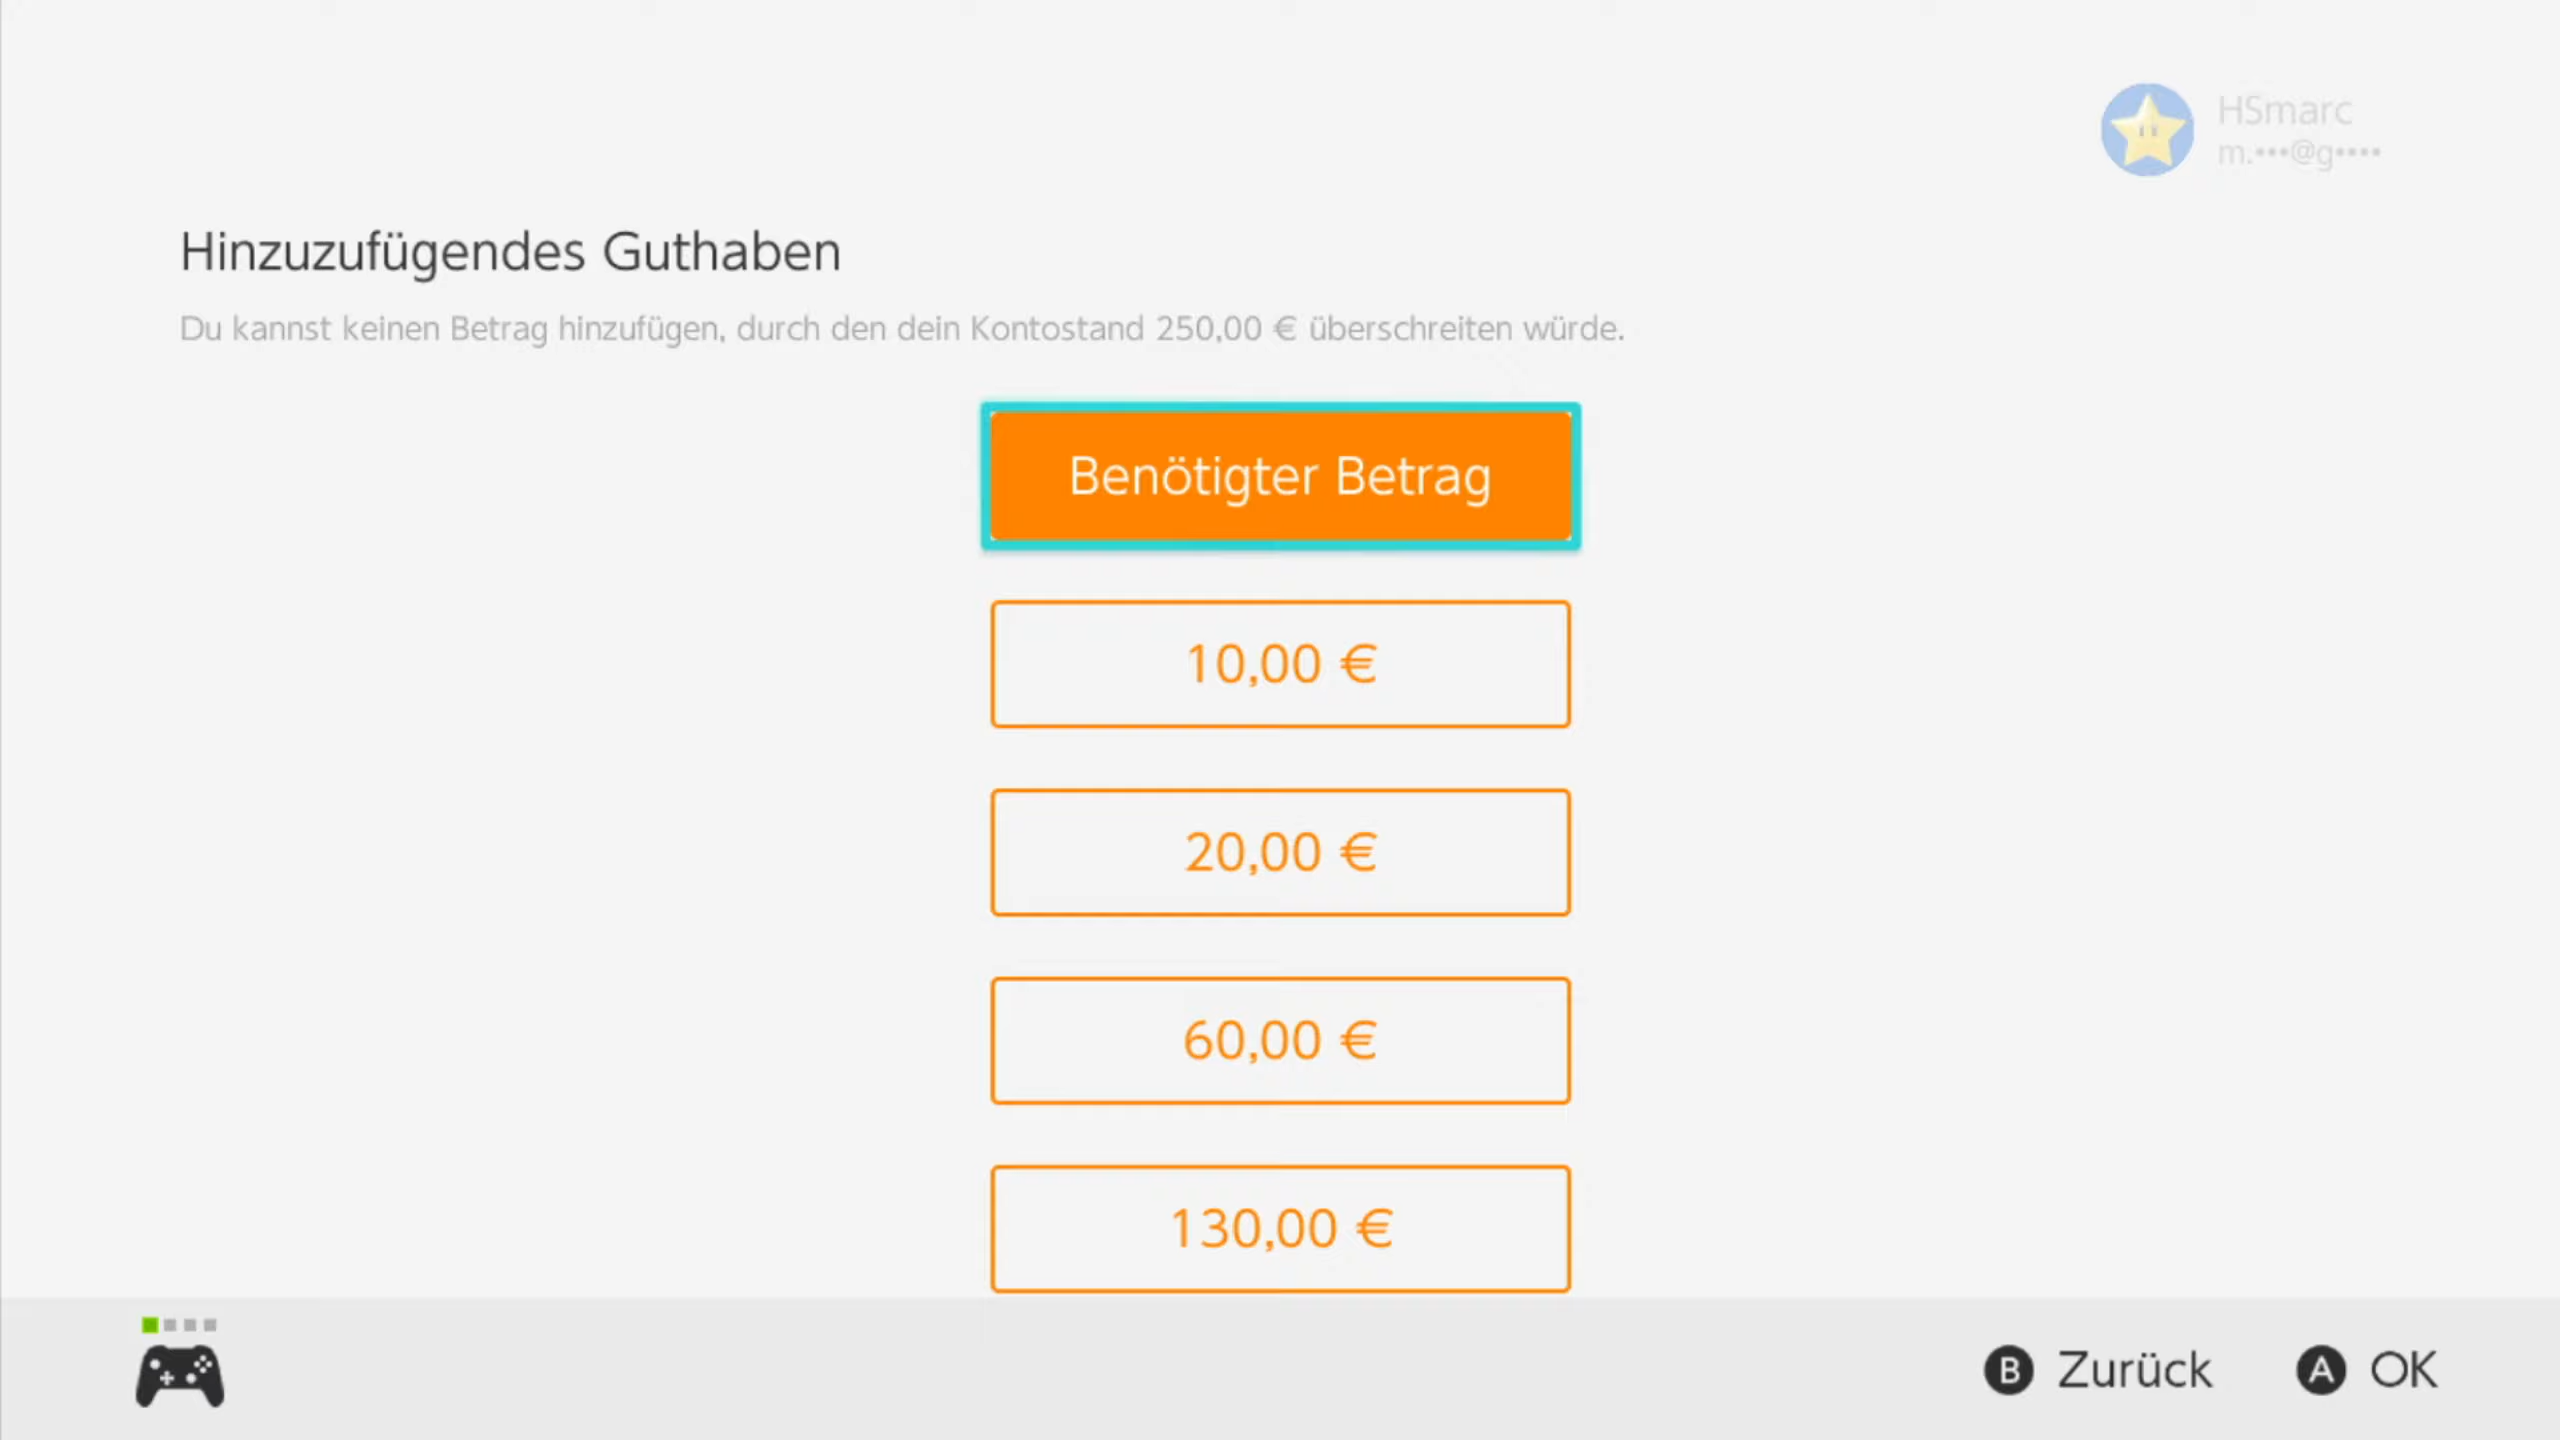 HSmarc
m.•••@g••••
Hinzuzufügendes Guthaben
Du kannst keinen Betrag hinzufügen, durch den dein Kontostand 250,00 € überschreiten würde.
Benötigter Betrag
10,00 €
20,00 €
60,00 €
130,00 €
B Zurück A OK